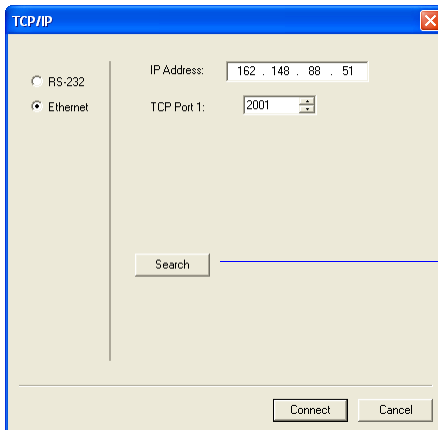 TCP/IP
RS-232
Ethernet
IP Address: 162 . 148 . 88 . 51
TCP Port 1: 2001
Search
Connect Cancel